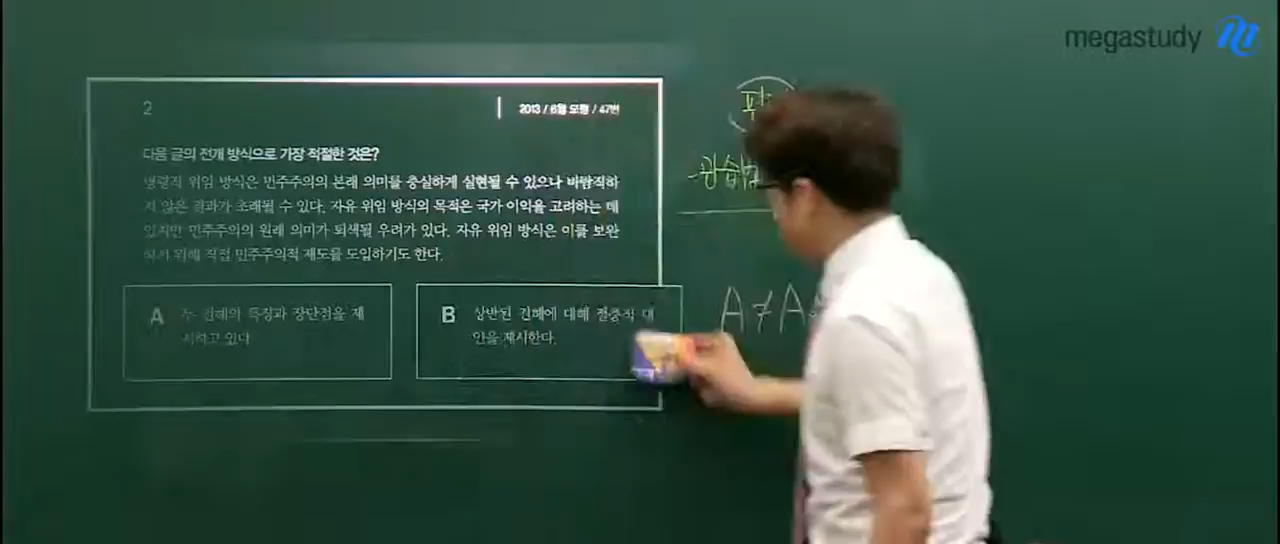 megastudy
2
2013 / 6월 모평 / 47번
다음 글의 전개 방식으로 가장 적절한 것은?
명령적 위임 방식은 민주주의의 본래 의미를 충실하게 실현될 수 있으나 바람직하
지 않은 결과가 초래될 수 있다. 자유 위임 방식의 목적은 국가 이익을 고려하는 데
있지만 민주주의의 원래 의미가 퇴색될 우려가 있다. 자유 위임 방식은 이를 보완
하기 위해 직접 민주주의적 제도를 도입하기도 한다.
A 두 견해의 특징과 장단점을 제
시하고 있다
B 상반된 견해에 대해 절충적 대
안을 제시한다.
A ≠ A